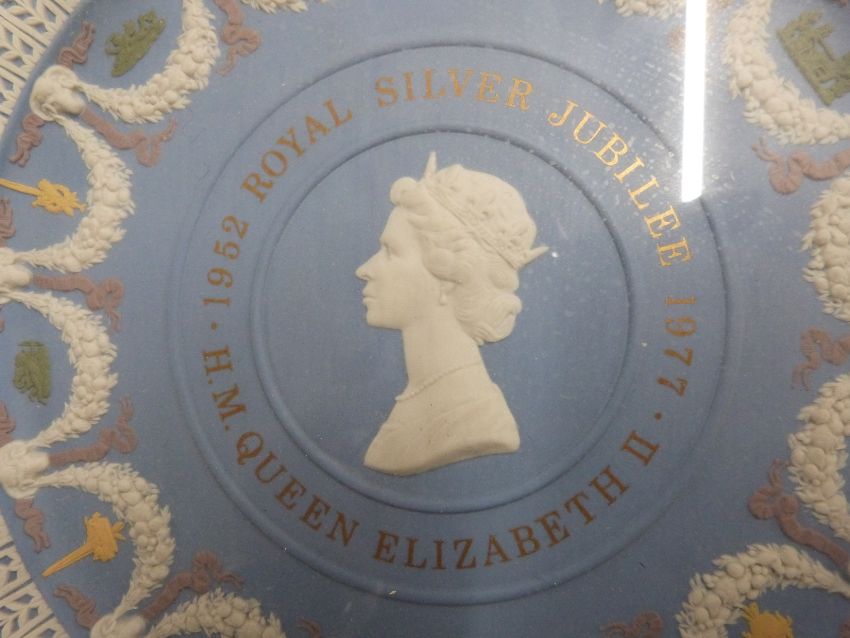 · 1952 ROYAL SILVER JUBILEE 1977 ·
H.M. QUEEN ELIZABETH II